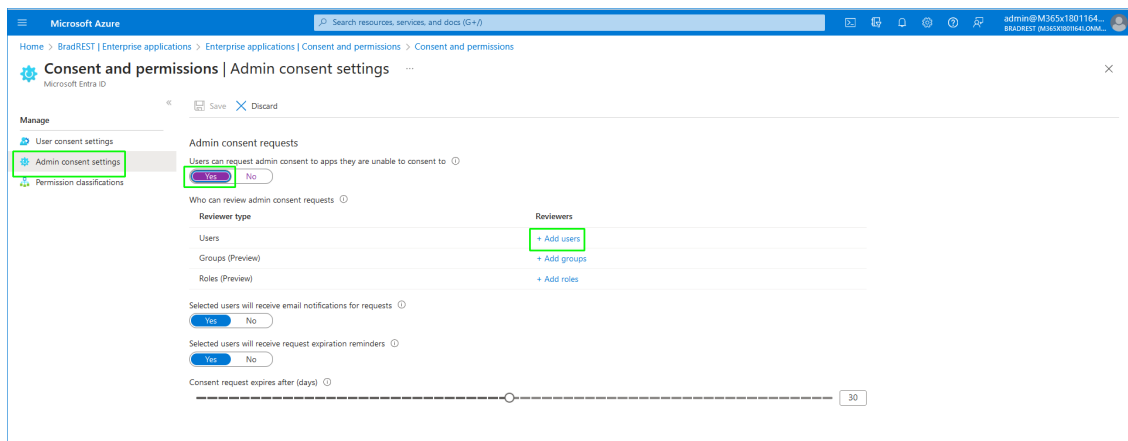 Microsoft Azure
Search resources, services, and docs (G+/)
admin@M365x1801164...
BRADREST (M365X18011641.ONM...
Home > BradREST | Enterprise applications > Enterprise applications | Consent and permissions > Consent and permissions
Consent and permissions | Admin consent settings ...
Microsoft Entra ID
«
Save Discard
Manage
User consent settings
Admin consent settings
Permission classifications
Admin consent requests
Users can request admin consent to apps they are unable to consent to
Yes No
Who can review admin consent requests
Reviewer type Reviewers
Users + Add users
Groups (Preview) + Add groups
Roles (Preview) + Add roles
Selected users will receive email notifications for requests
Yes No
Selected users will receive request expiration reminders
Yes No
Consent request expires after (days)
30